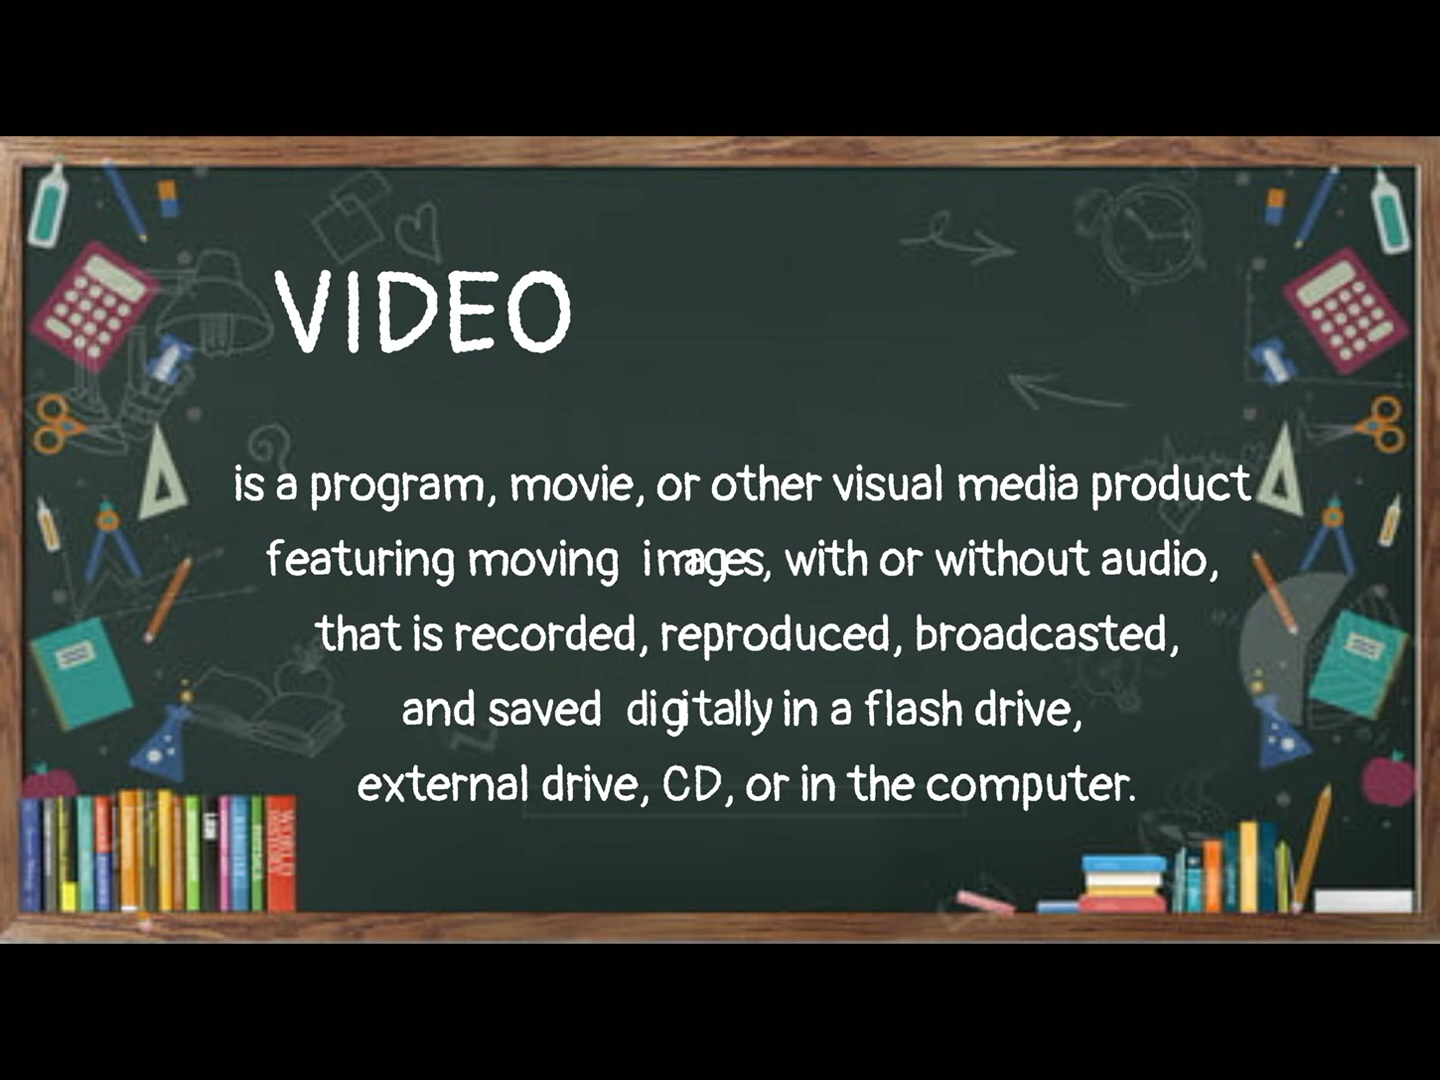 VIDEO
is a program, movie, or other visual media product
featuring moving images, with or without audio,
that is recorded, reproduced, broadcasted,
and saved digitally in a flash drive,
external drive, CD, or in the computer.